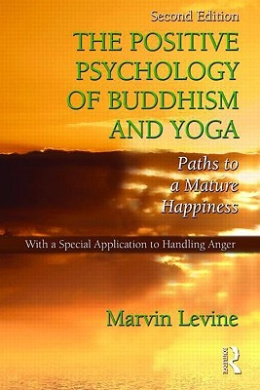 Second Edition
THE POSITIVE
PSYCHOLOGY
OF BUDDHISM
AND YOGA
Paths to
a Mature
Happiness
With a Special Application to Handling Anger
Marvin Levine
R
ROUTLEDGE